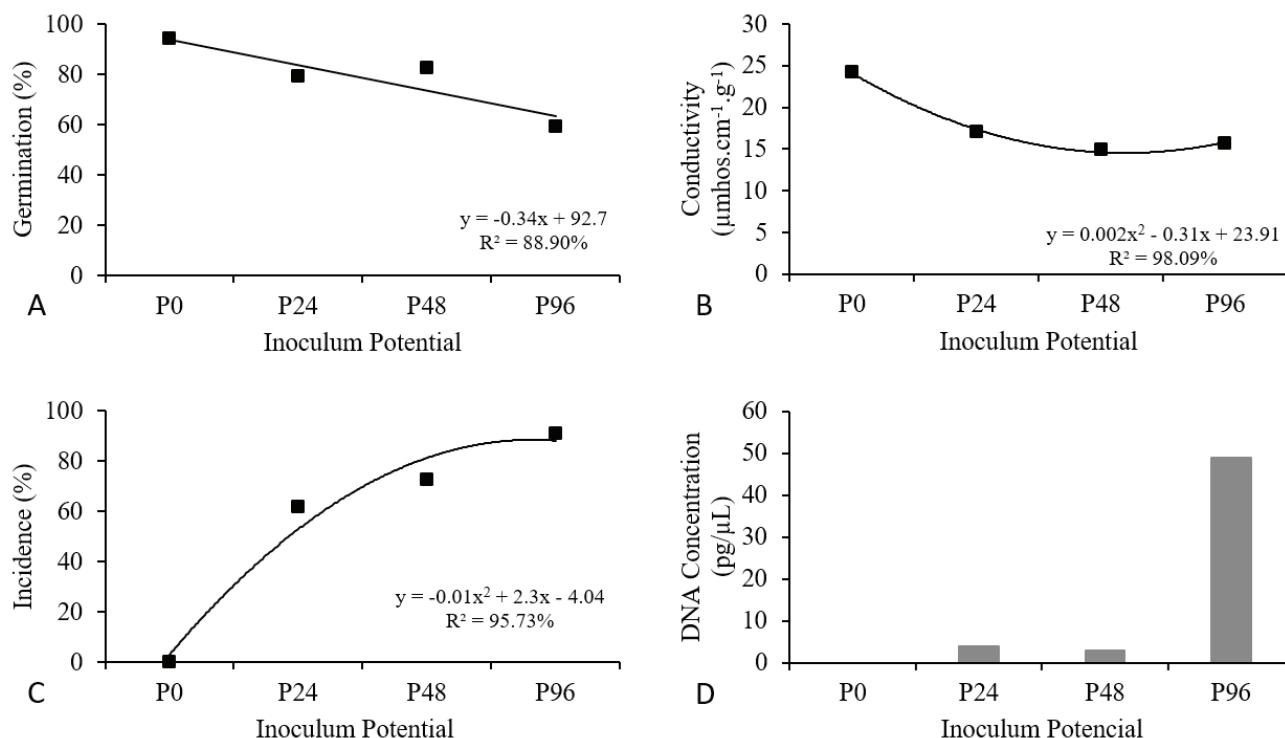 100
80
60
40
20
0
Germination (%)
y = -0.34x + 92.7
R² = 88.90%
P0 P24 P48 P96
A
Inoculum Potential
30
25
20
15
10
5
0
Conductivity
(µmhos.cm⁻¹.g⁻¹)
y = 0.002x² - 0.31x + 23.91
R² = 98.09%
P0 P24 P48 P96
B
Inoculum Potential
100
80
60
40
20
0
Incidence (%)
y = -0.01x² + 2.3x - 4.04
R² = 95.73%
P0 P24 P48 P96
C
Inoculum Potential
60
50
40
30
20
10
0
DNA Concentration
(pg/µL)
P0 P24 P48 P96
D
Inoculum Potencial